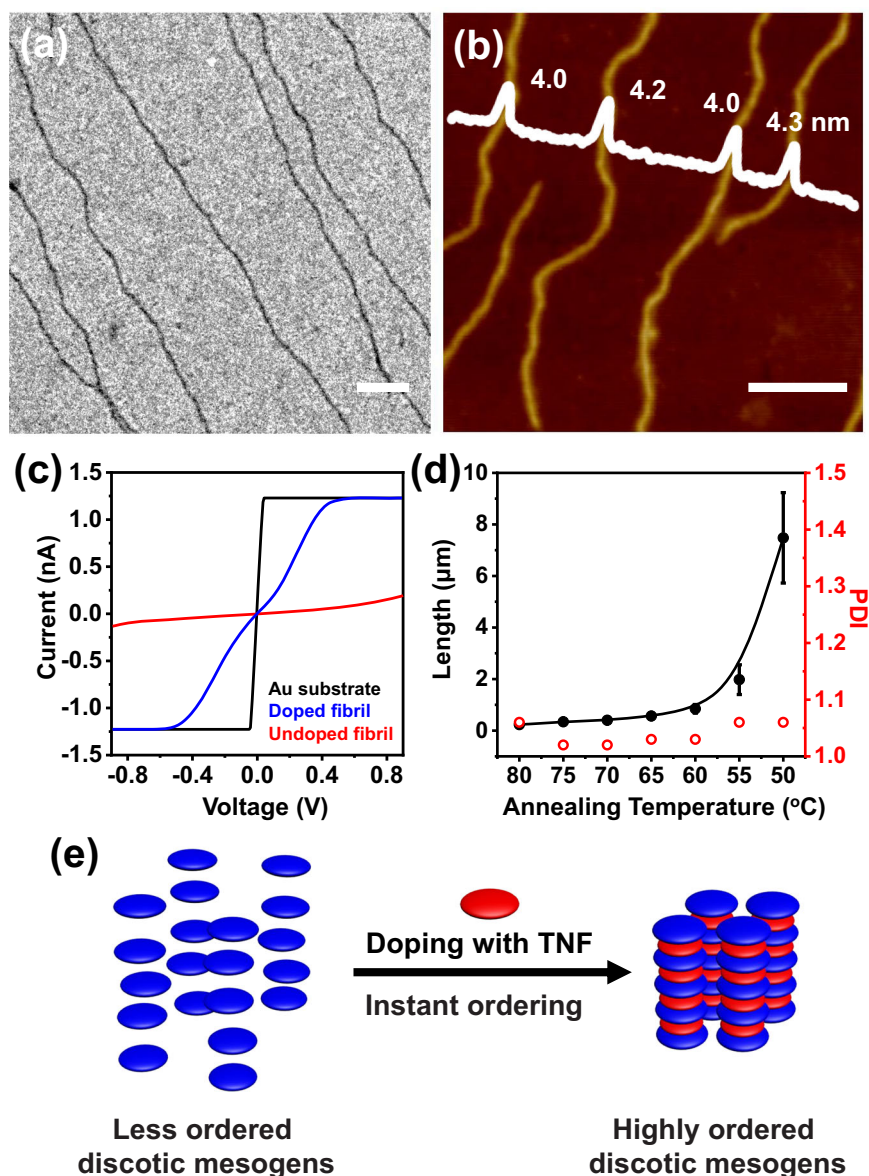 (a)
(b)
4.0
4.2
4.0
4.3 nm
(c)
1.5
1.0
0.5
0.0
-0.5
-1.0
-1.5
Current (nA)
-0.8
-0.4
0.0
0.4
0.8
Voltage (V)
Au substrate
Doped fibril
Undoped fibril
(d)
10
8
6
4
2
0
Length (µm)
1.5
1.4
1.3
1.2
1.1
1.0
PDI
80
75
70
65
60
55
50
Annealing Temperature (°C)
(e)
Doping with TNF
Instant ordering
Less ordered
discotic mesogens
Highly ordered
discotic mesogens